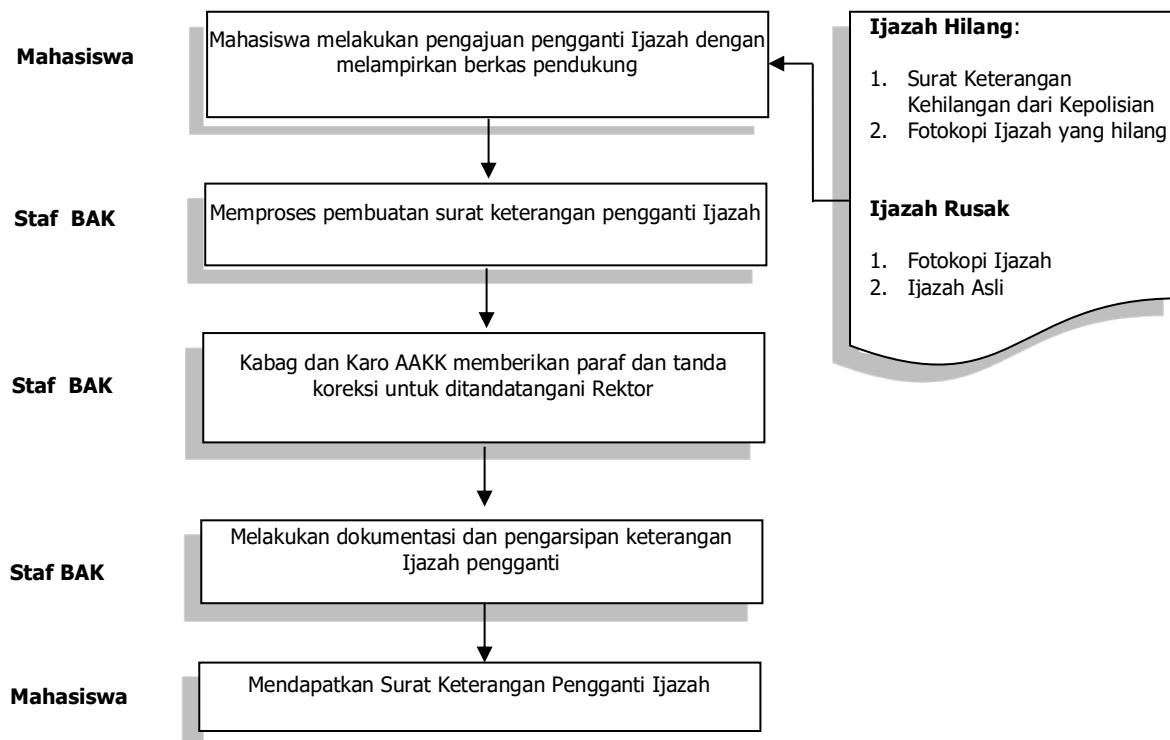 Mahasiswa
Mahasiswa melakukan pengajuan pengganti Ijazah dengan
melampirkan berkas pendukung
Ijazah Hilang:
1. Surat Keterangan
Kehilangan dari Kepolisian
2. Fotokopi Ijazah yang hilang
Ijazah Rusak
1. Fotokopi Ijazah
2. Ijazah Asli
Staf BAK
Memproses pembuatan surat keterangan pengganti Ijazah
Staf BAK
Kabag dan Karo AAKK memberikan paraf dan tanda
koreksi untuk ditandatangani Rektor
Staf BAK
Melakukan dokumentasi dan pengarsipan keterangan
Ijazah pengganti
Mahasiswa
Mendapatkan Surat Keterangan Pengganti Ijazah